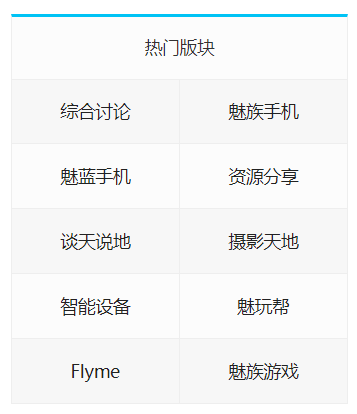 热门版块
综合讨论 魅族手机
魅蓝手机 资源分享
谈天说地 摄影天地
智能设备 魅玩帮
Flyme 魅族游戏